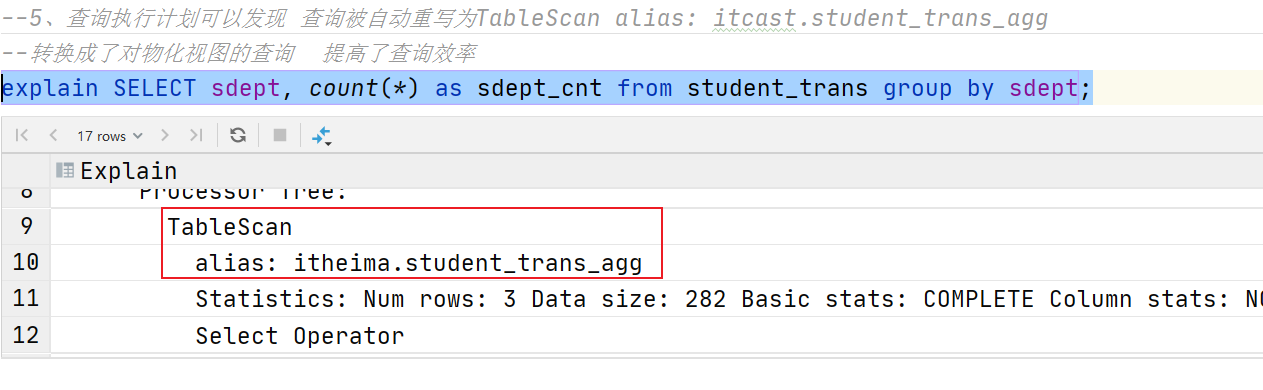 --5、查询执行计划可以发现 查询被自动重写为TableScan alias: itcast.student_trans_agg
--转换成了对物化视图的查询  提高了查询效率
explain SELECT sdept, count(*) as sdept_cnt from student_trans group by sdept;
17 rows
Explain
8 Processor Tree:
9 TableScan
10 alias: itheima.student_trans_agg
11 Statistics: Num rows: 3 Data size: 282 Basic stats: COMPLETE Column stats: NO
12 Select Operator